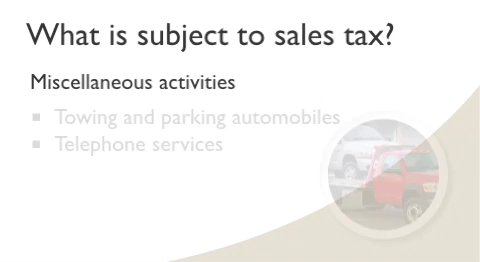 What is subject to sales tax?
Miscellaneous activities
Towing and parking automobiles
Telephone services